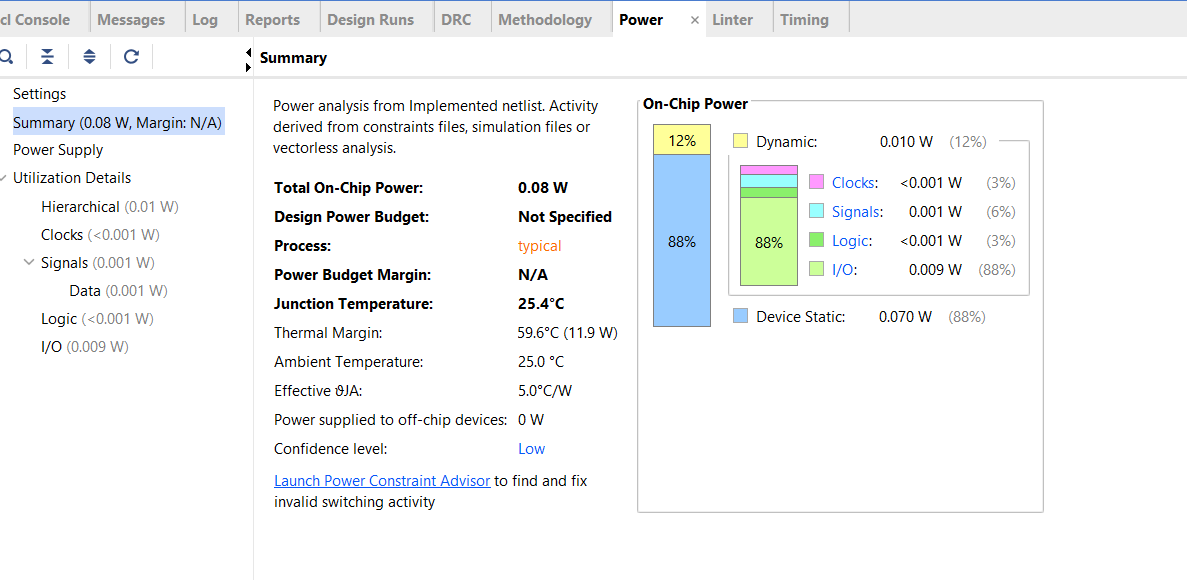 cl Console Messages Log Reports Design Runs DRC Methodology Power × Linter Timing
Summary
Settings
Summary (0.08 W, Margin: N/A)
Power Supply
Utilization Details
Hierarchical (0.01 W)
Clocks (<0.001 W)
Signals (0.001 W)
Data (0.001 W)
Logic (<0.001 W)
I/O (0.009 W)
Power analysis from Implemented netlist. Activity
derived from constraints files, simulation files or
vectorless analysis.
Total On-Chip Power: 0.08 W
Design Power Budget: Not Specified
Process: typical
Power Budget Margin: N/A
Junction Temperature: 25.4°C
Thermal Margin: 59.6°C (11.9 W)
Ambient Temperature: 25.0 °C
Effective ϑJA: 5.0°C/W
Power supplied to off-chip devices: 0 W
Confidence level: Low
Launch Power Constraint Advisor to find and fix
invalid switching activity
On-Chip Power
12%
88%
Dynamic: 0.010 W (12%)
88%
Clocks: <0.001 W (3%)
Signals: 0.001 W (6%)
Logic: <0.001 W (3%)
I/O: 0.009 W (88%)
Device Static: 0.070 W (88%)